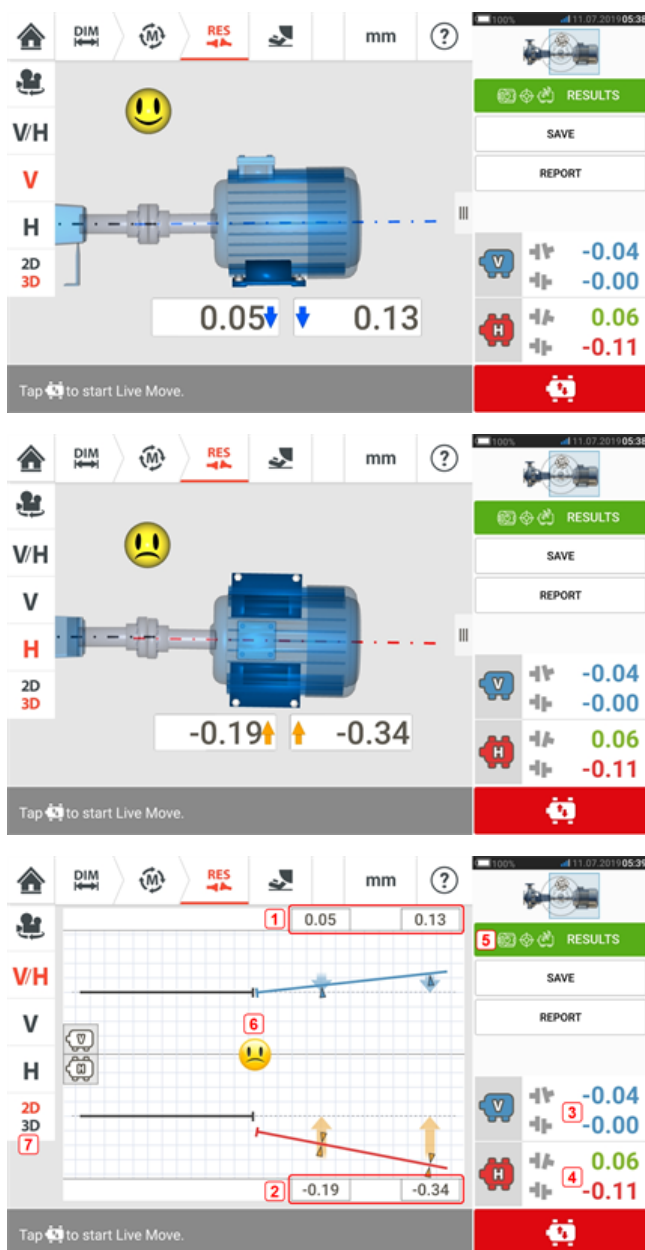 DIM
M
RES
mm
?
100%
11.07.2019 05:38
V/H
V
H
2D
3D
0.05
0.13
Tap to start Live Move.
RESULTS
SAVE
REPORT
V
-0.04
-0.00
H
0.06
-0.11
DIM
M
RES
mm
?
100%
11.07.2019 05:38
V/H
V
H
2D
3D
-0.19
-0.34
Tap to start Live Move.
RESULTS
SAVE
REPORT
V
-0.04
-0.00
H
0.06
-0.11
DIM
M
RES
mm
?
100%
11.07.2019 05:39
V/H
V
H
2D
3D
7
1
0.05
0.13
6
V
H
2
-0.19
-0.34
Tap to start Live Move.
5 RESULTS
SAVE
REPORT
V
3
-0.04
-0.00
H
4
0.06
-0.11